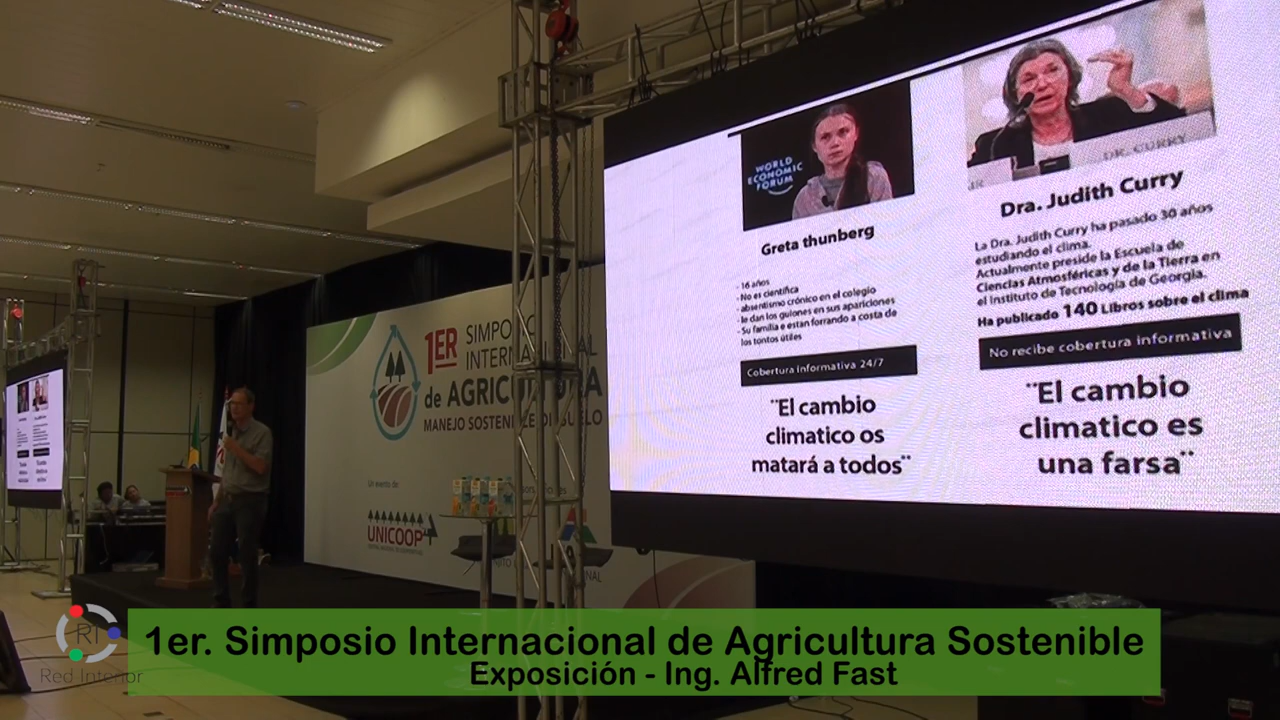 WORLD
ECONOMIC
FORUM
Greta thunberg
- 16 años
- No es científica
- absentismo crónico en el colegio
- le dan los guiones en sus apariciones
- Su familia e estan forrando a costa de
los tontos útiles
Cobertura informativa 24/7
¨El cambio
climatico os
matará a todos¨
DR. CURRY
Dra. Judith Curry
La Dra. Judith Curry ha pasado 30 años
estudiando el clima.
Actualmente preside la Escuela de
Ciencias Atmosféricas y de la Tierra en
el Instituto de Tecnología de Georgia.
Ha publicado 140 Libros sobre el clima
No recibe cobertura informativa
¨El cambio
climatico es
una farsa¨
1ER SIMPO
INTERNACIONAL
de AGRICULTURA
MANEJO SOSTENIBLE DEL SUELO
Un evento de:
UNICOOP
RI
Red Interior
1er. Simposio Internacional de Agricultura Sostenible
Exposición - Ing. Alfred Fast